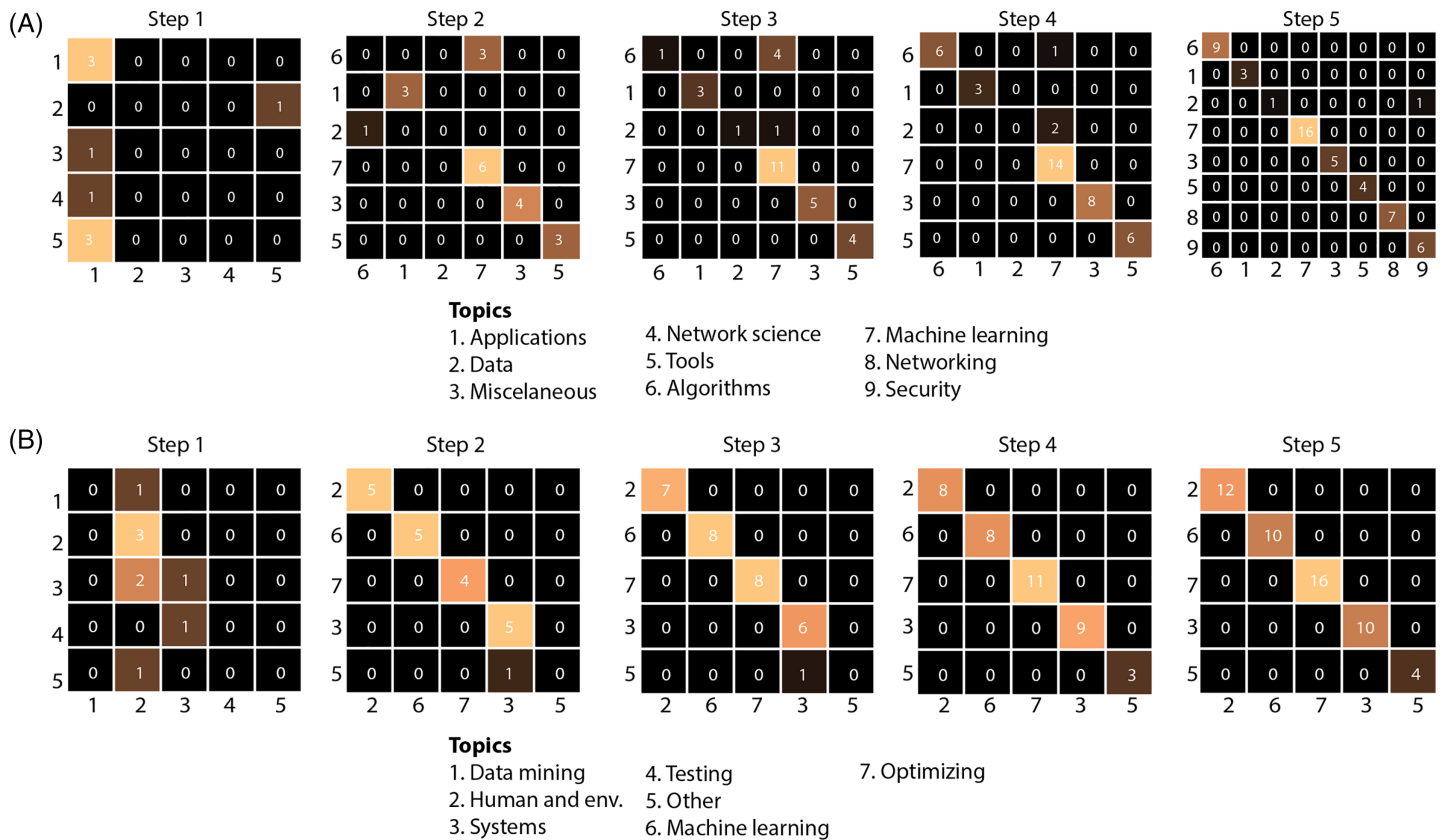 (A)
Step 1 Step 2 Step 3 Step 4 Step 5
1 3 0 0 0 0
2 0 0 0 0 1
3 1 0 0 0 0
4 1 0 0 0 0
5 3 0 0 0 0
1 2 3 4 5
6 0 0 0 3 0 0
1 0 3 0 0 0 0
2 1 0 0 0 0 0
7 0 0 0 6 0 0
3 0 0 0 0 4 0
5 0 0 0 0 0 3
6 1 2 7 3 5
6 1 0 0 4 0 0
1 0 3 0 0 0 0
2 0 0 1 1 0 0
7 0 0 0 11 0 0
3 0 0 0 0 5 0
5 0 0 0 0 0 4
6 1 2 7 3 5
6 6 0 0 1 0 0
1 0 3 0 0 0 0
2 0 0 0 2 0 0
7 0 0 0 14 0 0
3 0 0 0 0 8 0
5 0 0 0 0 0 6
6 1 2 7 3 5
6 9 0 0 0 0 0 0 0
1 0 3 0 0 0 0 0 0
2 0 0 1 0 0 0 0 1
7 0 0 0 16 0 0 0 0
3 0 0 0 0 5 0 0 0
5 0 0 0 0 0 4 0 0
8 0 0 0 0 0 0 7 0
9 0 0 0 0 0 0 0 6
6 1 2 7 3 5 8 9
Topics
1. Applications
2. Data
3. Miscelaneous
4. Network science
5. Tools
6. Algorithms
7. Machine learning
8. Networking
9. Security
(B)
Step 1 Step 2 Step 3 Step 4 Step 5
1 0 1 0 0 0
2 0 3 0 0 0
3 0 2 1 0 0
4 0 0 1 0 0
5 0 1 0 0 0
1 2 3 4 5
2 5 0 0 0 0
6 0 5 0 0 0
7 0 0 4 0 0
3 0 0 0 5 0
5 0 0 0 1 0
2 6 7 3 5
2 7 0 0 0 0
6 0 8 0 0 0
7 0 0 8 0 0
3 0 0 0 6 0
5 0 0 0 1 0
2 6 7 3 5
2 8 0 0 0 0
6 0 8 0 0 0
7 0 0 11 0 0
3 0 0 0 9 0
5 0 0 0 0 3
2 6 7 3 5
2 12 0 0 0 0
6 0 10 0 0 0
7 0 0 16 0 0
3 0 0 0 10 0
5 0 0 0 0 4
2 6 7 3 5
Topics
1. Data mining
2. Human and env.
3. Systems
4. Testing
5. Other
6. Machine learning
7. Optimizing